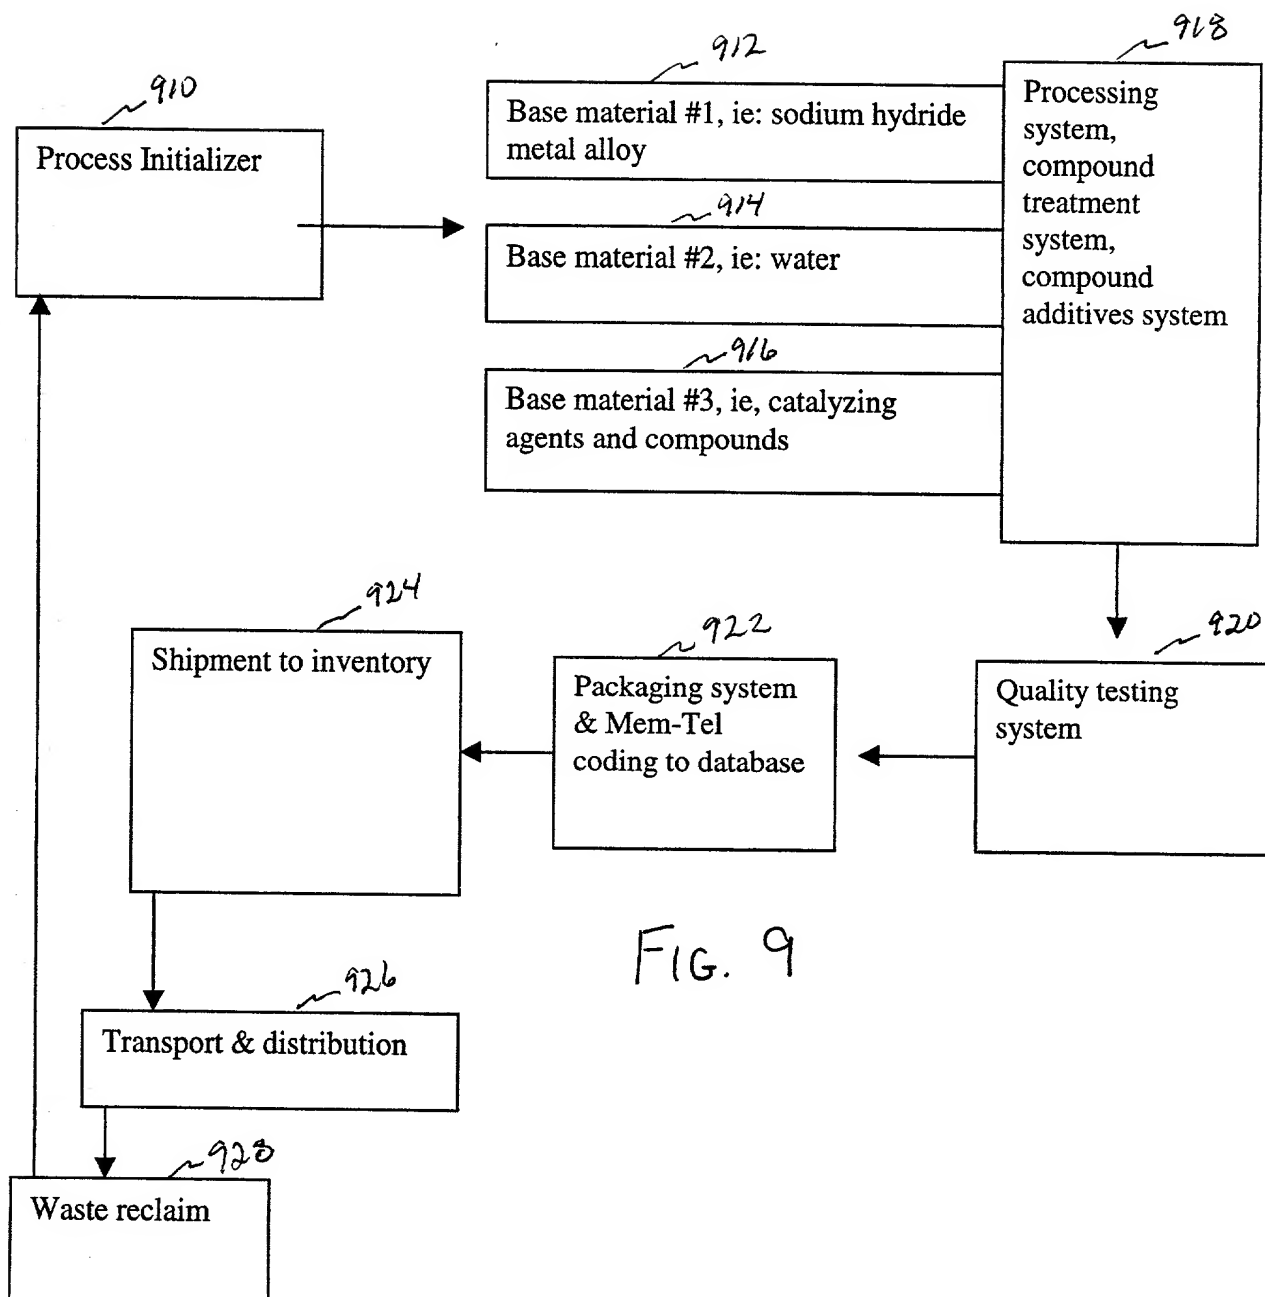 910
Process Initializer
912
Base material #1, ie: sodium hydride
metal alloy
914
Base material #2, ie: water
916
Base material #3, ie, catalyzing
agents and compounds
918
Processing
system,
compound
treatment
system,
compound
additives system
920
Quality testing
system
922
Packaging system
& Mem-Tel
coding to database
924
Shipment to inventory
926
Transport & distribution
928
Waste reclaim
FIG. 9